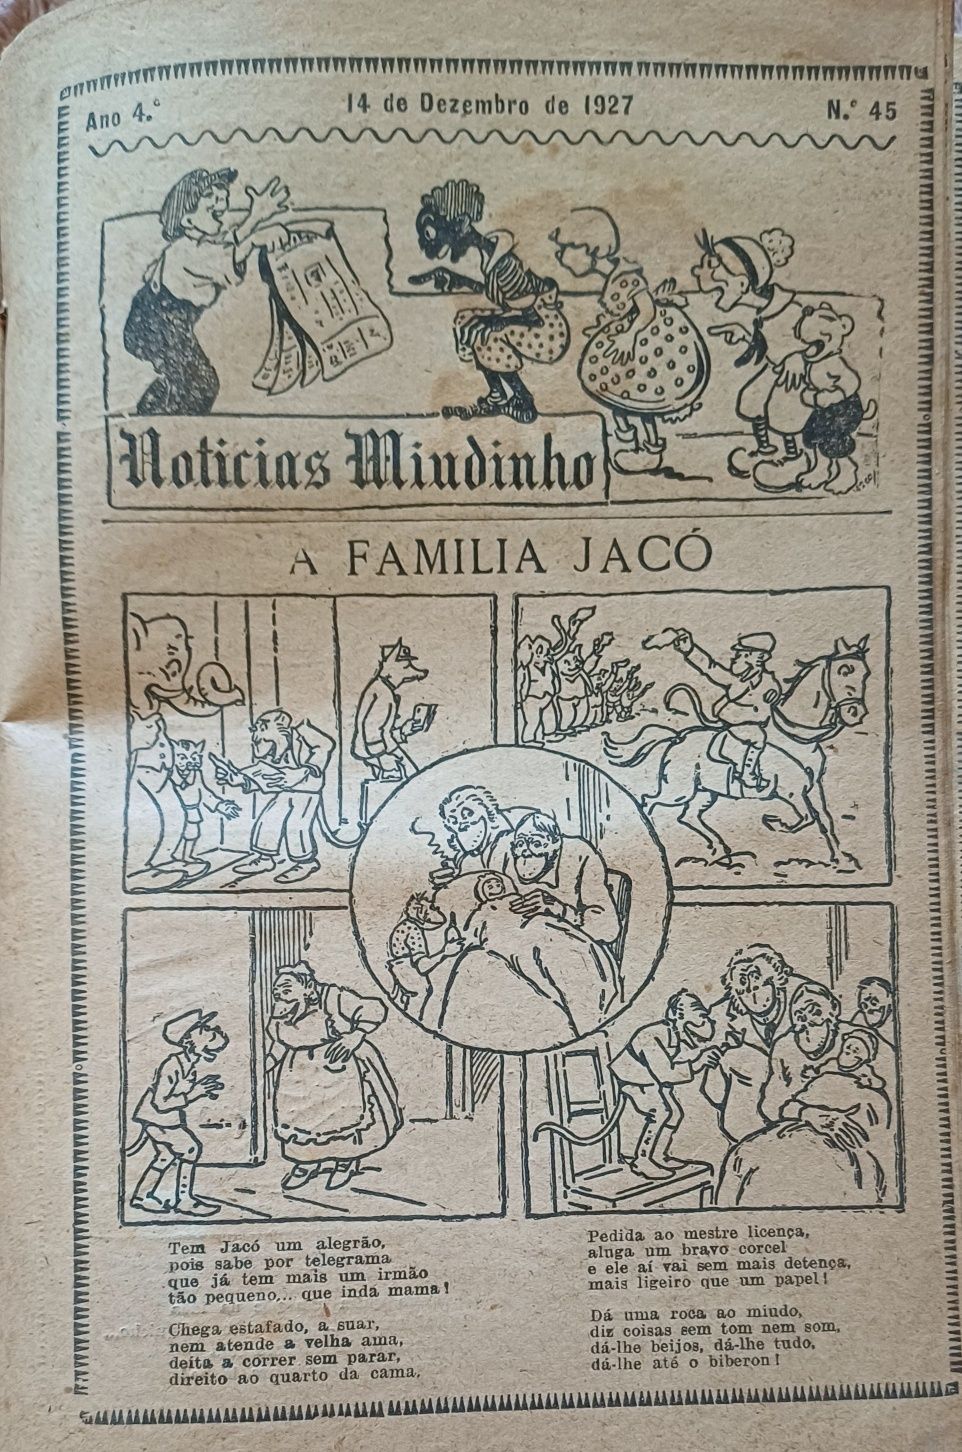 Ano 4.º
14 de Dezembro de 1927
N.º 45
Noticias Miudinho
A FAMILIA JACÓ
Tem Jacó um alegrão,
pois sabe por telegrama
que já tem mais um irmão
tão pequeno... que inda mama!
Chega estafado, a suar,
nem atende a velha ama,
deita a correr sem parar,
direito ao quarto da cama.
Pedida ao mestre licença,
aluga um bravo corcel
e ele aí vai sem mais detença,
mais ligeiro que um papel!
Dá uma roca ao miudo,
diz coisas sem tom nem som,
dá-lhe beijos, dá-lhe tudo,
dá-lhe até o biberon!